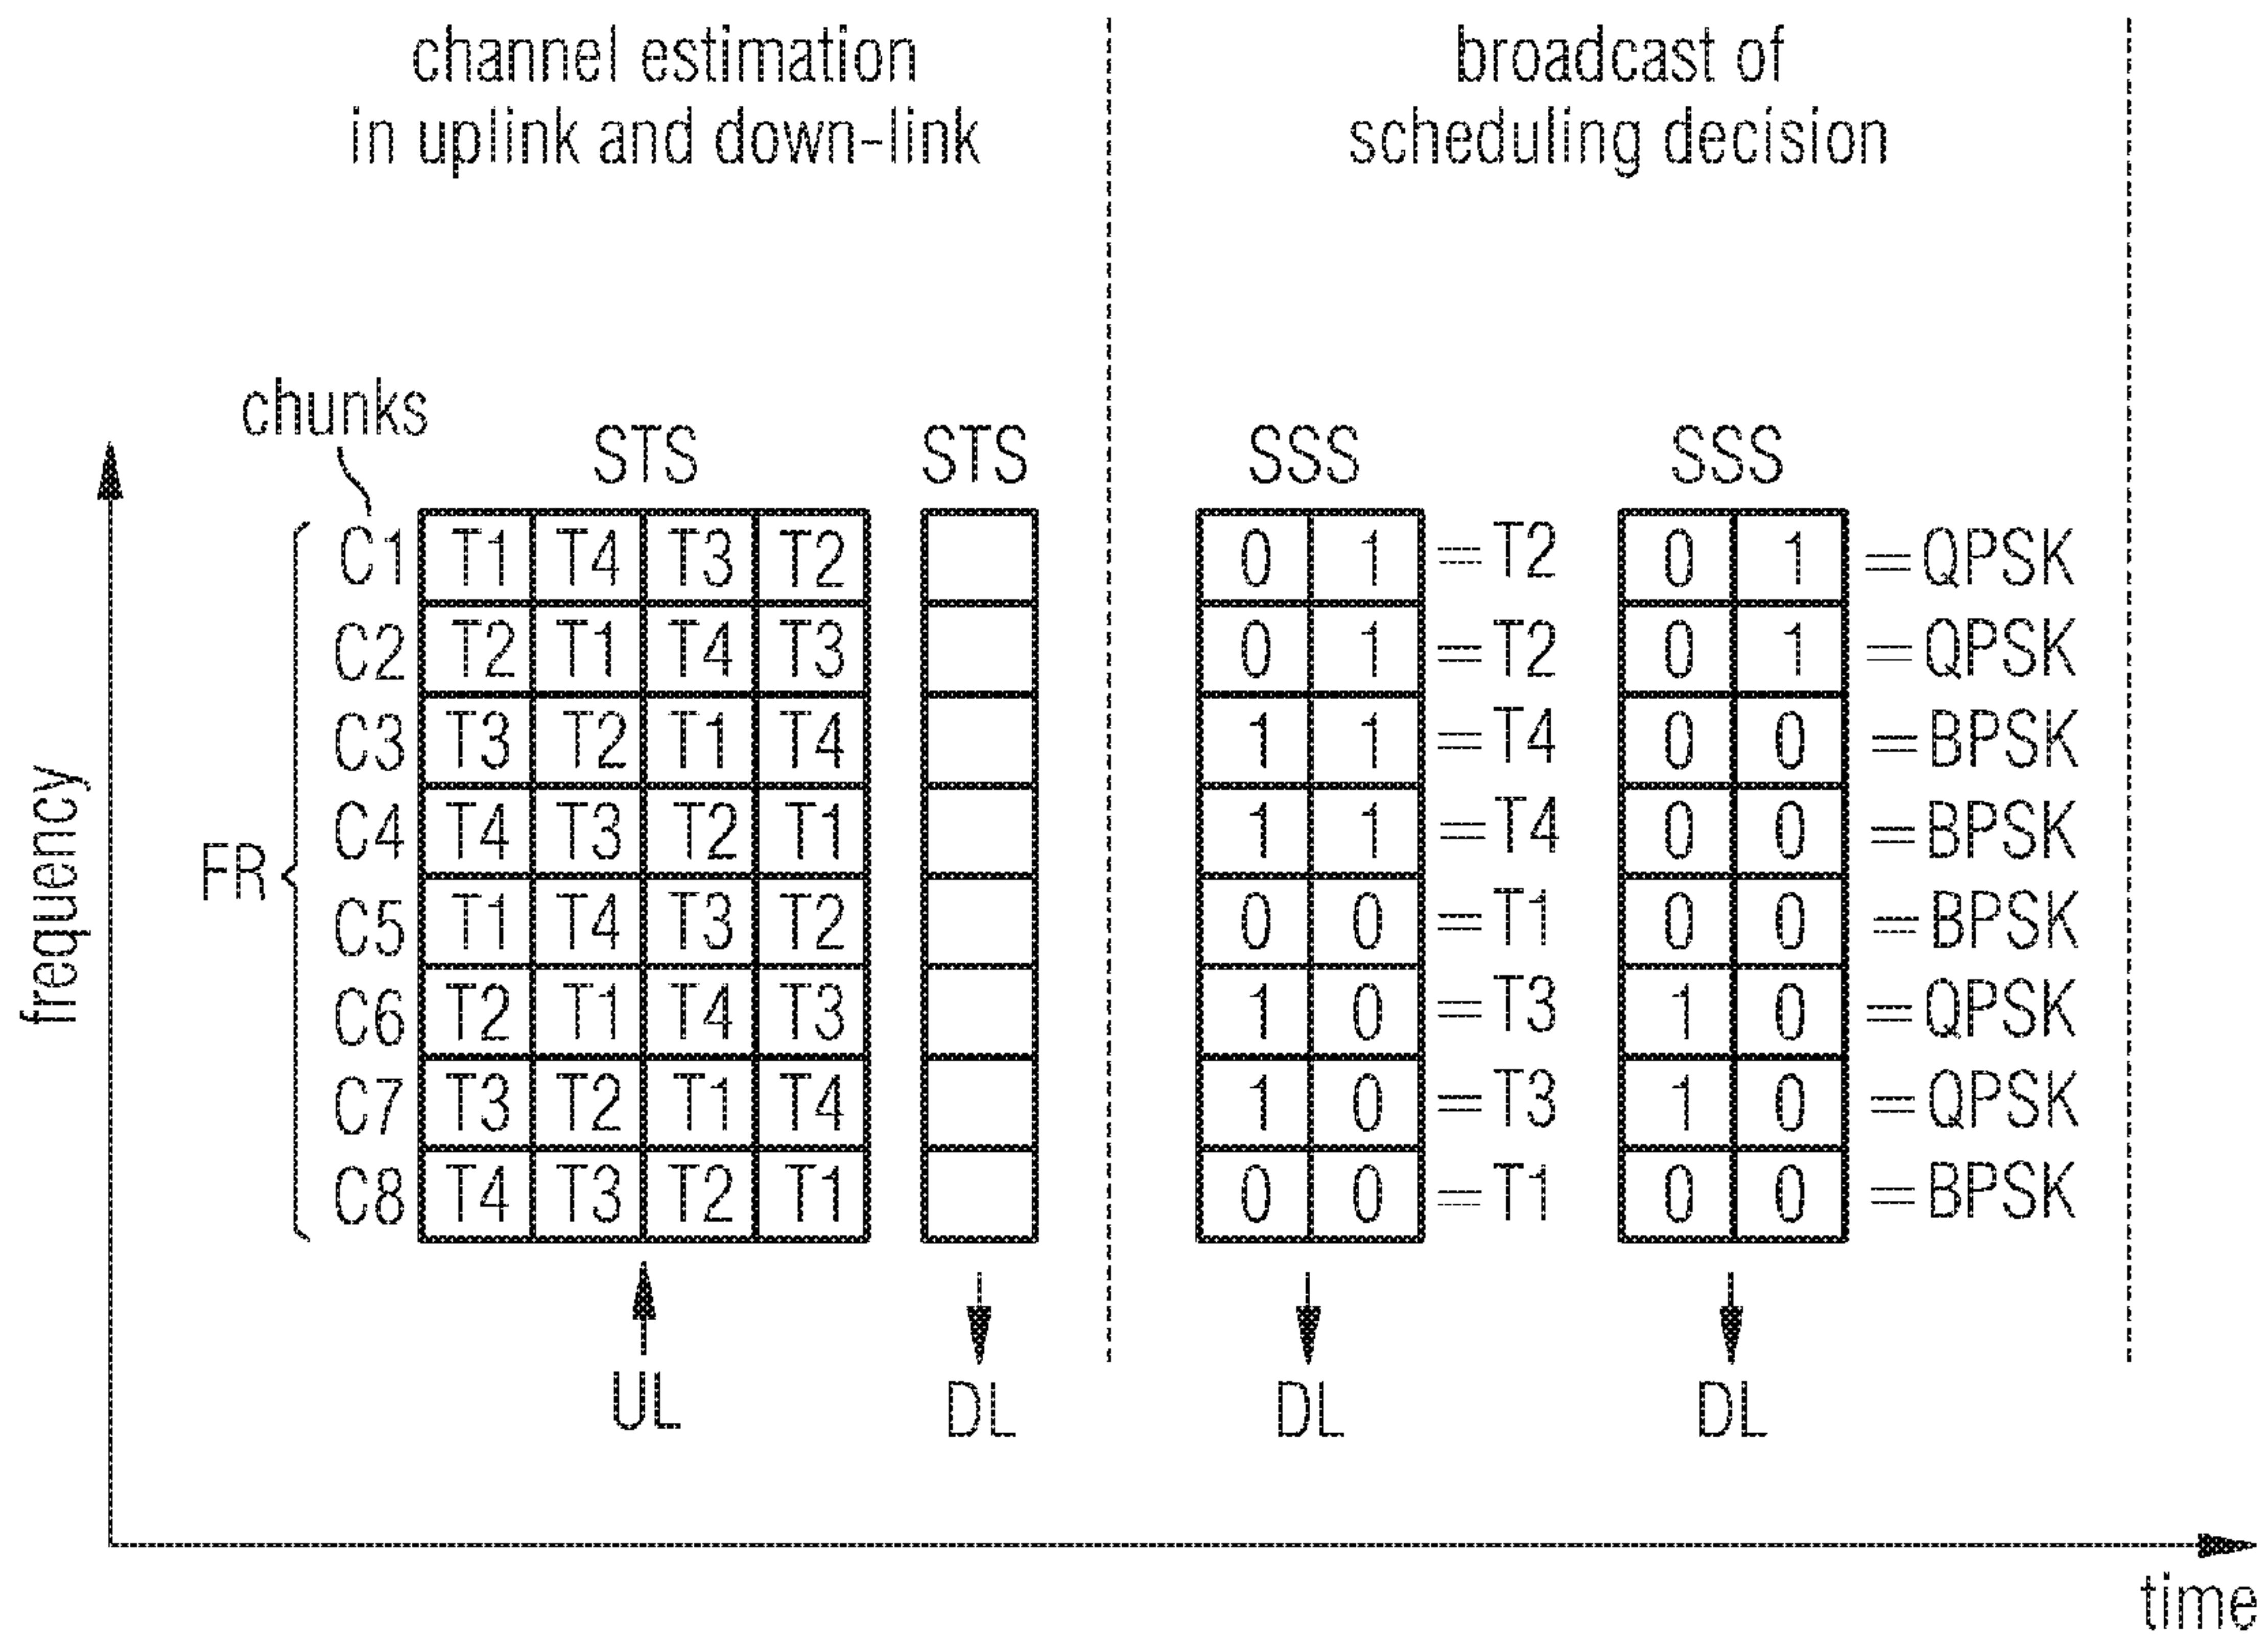 channel estimation
in uplink and down-link
broadcast of
scheduling decision
chunks
STS
STS
SSS
SSS
C1 T1 T4 T3 T2 0 1 =T2 0 1 =QPSK
C2 T2 T1 T4 T3 0 1 =T2 0 1 =QPSK
C3 T3 T2 T1 T4 1 1 =T4 0 0 =BPSK
C4 T4 T3 T2 T1 1 1 =T4 0 0 =BPSK
C5 T1 T4 T3 T2 0 0 =T1 0 0 =BPSK
C6 T2 T1 T4 T3 1 0 =T3 1 0 =QPSK
C7 T3 T2 T1 T4 1 0 =T3 1 0 =QPSK
C8 T4 T3 T2 T1 0 0 =T1 0 0 =BPSK
FR
frequency
UL
DL
DL
DL
time